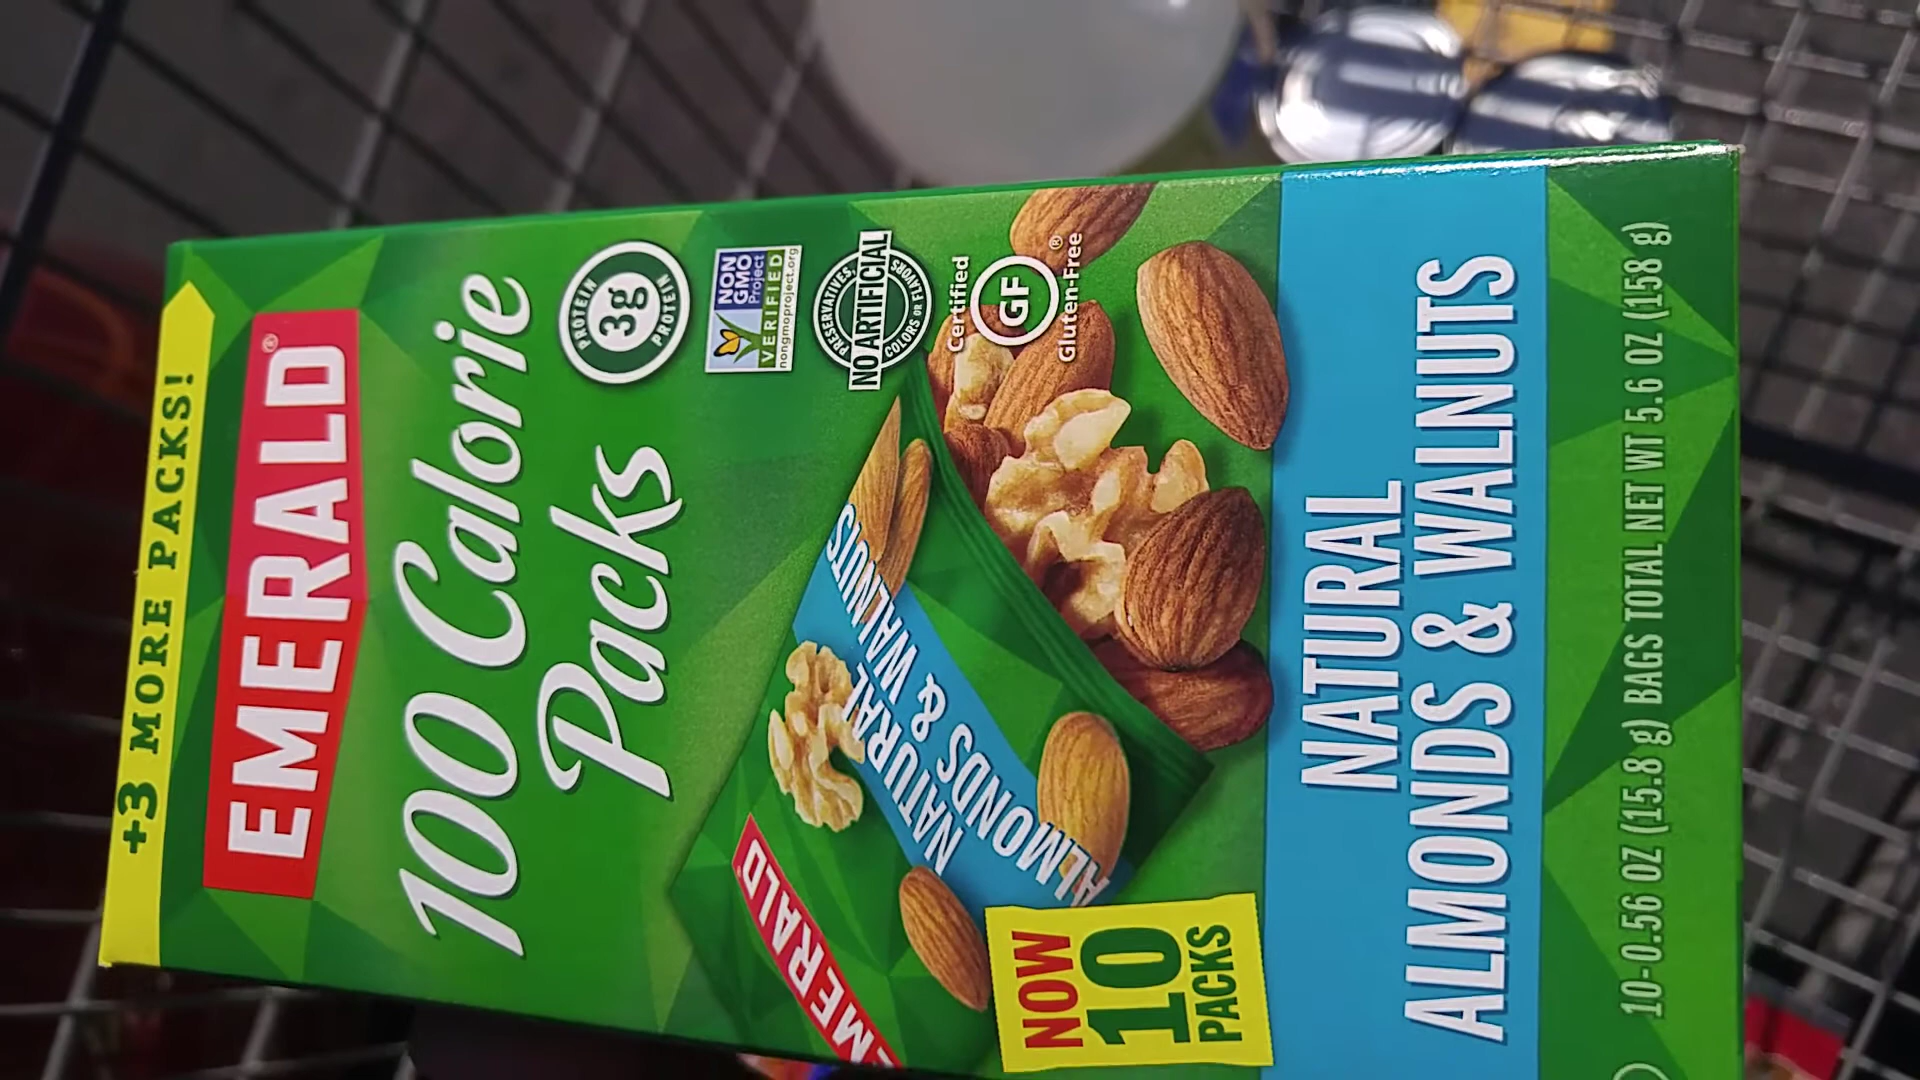 +3 MORE PACKS!
EMERALD®
100 Calorie
Packs
PROTEIN
3g
PROTEIN
NON
GMO
Project
VERIFIED
nongmoproject.org
PRESERVATIVES,
NO ARTIFICIAL
COLORS OR FLAVORS
Certified
GF
Gluten-Free®
EMERALD
NATURAL
ALMONDS & WALNUTS
NOW
10
PACKS
NATURAL
ALMONDS & WALNUTS
10-0.56 OZ (15.8 g) BAGS TOTAL NET WT 5.6 OZ (158 g)